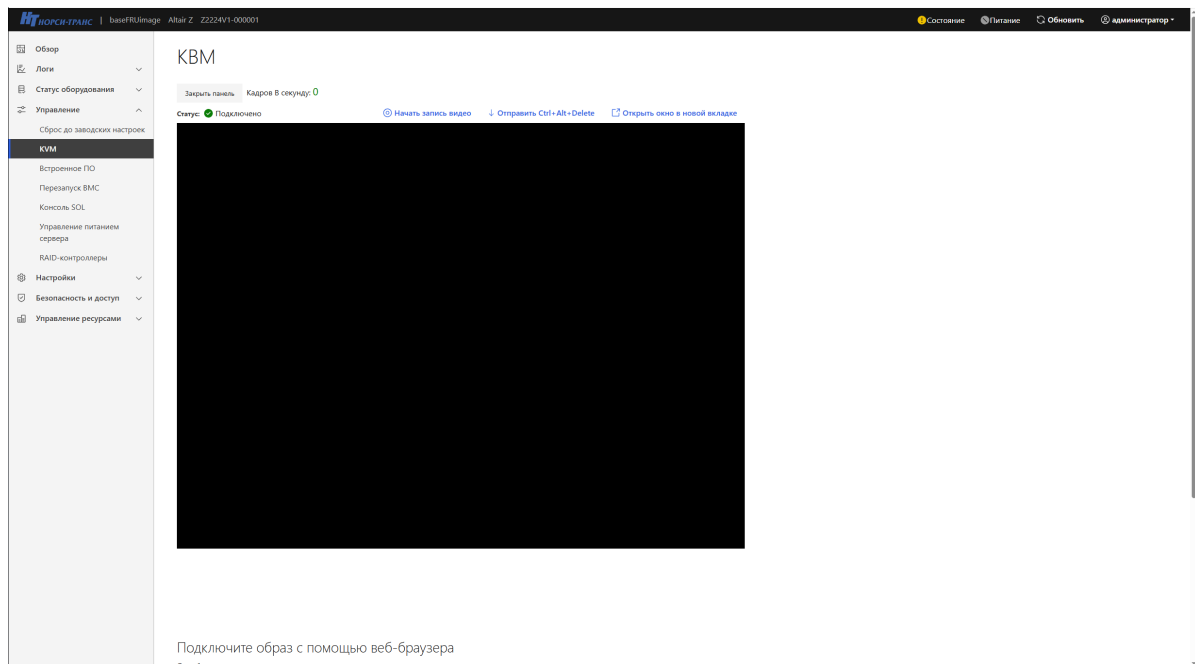 НТ НОРСИ-ТРАНС | baseFRUimage Altair Z Z2224V1-000001 Состояние Питание Обновить администратор
Обзор
Логи
Статус оборудования
Управление
Сброс до заводских настроек
KVM
Встроенное ПО
Перезапуск BMC
Консоль SOL
Управление питанием
сервера
RAID-контроллеры
Настройки
Безопасность и доступ
Управление ресурсами
КВМ
Закрыть панель Кадров В секунду: 0
Статус: Подключено Начать запись видео Отправить Ctrl+Alt+Delete Открыть окно в новой вкладке
Подключите образ с помощью веб-браузера